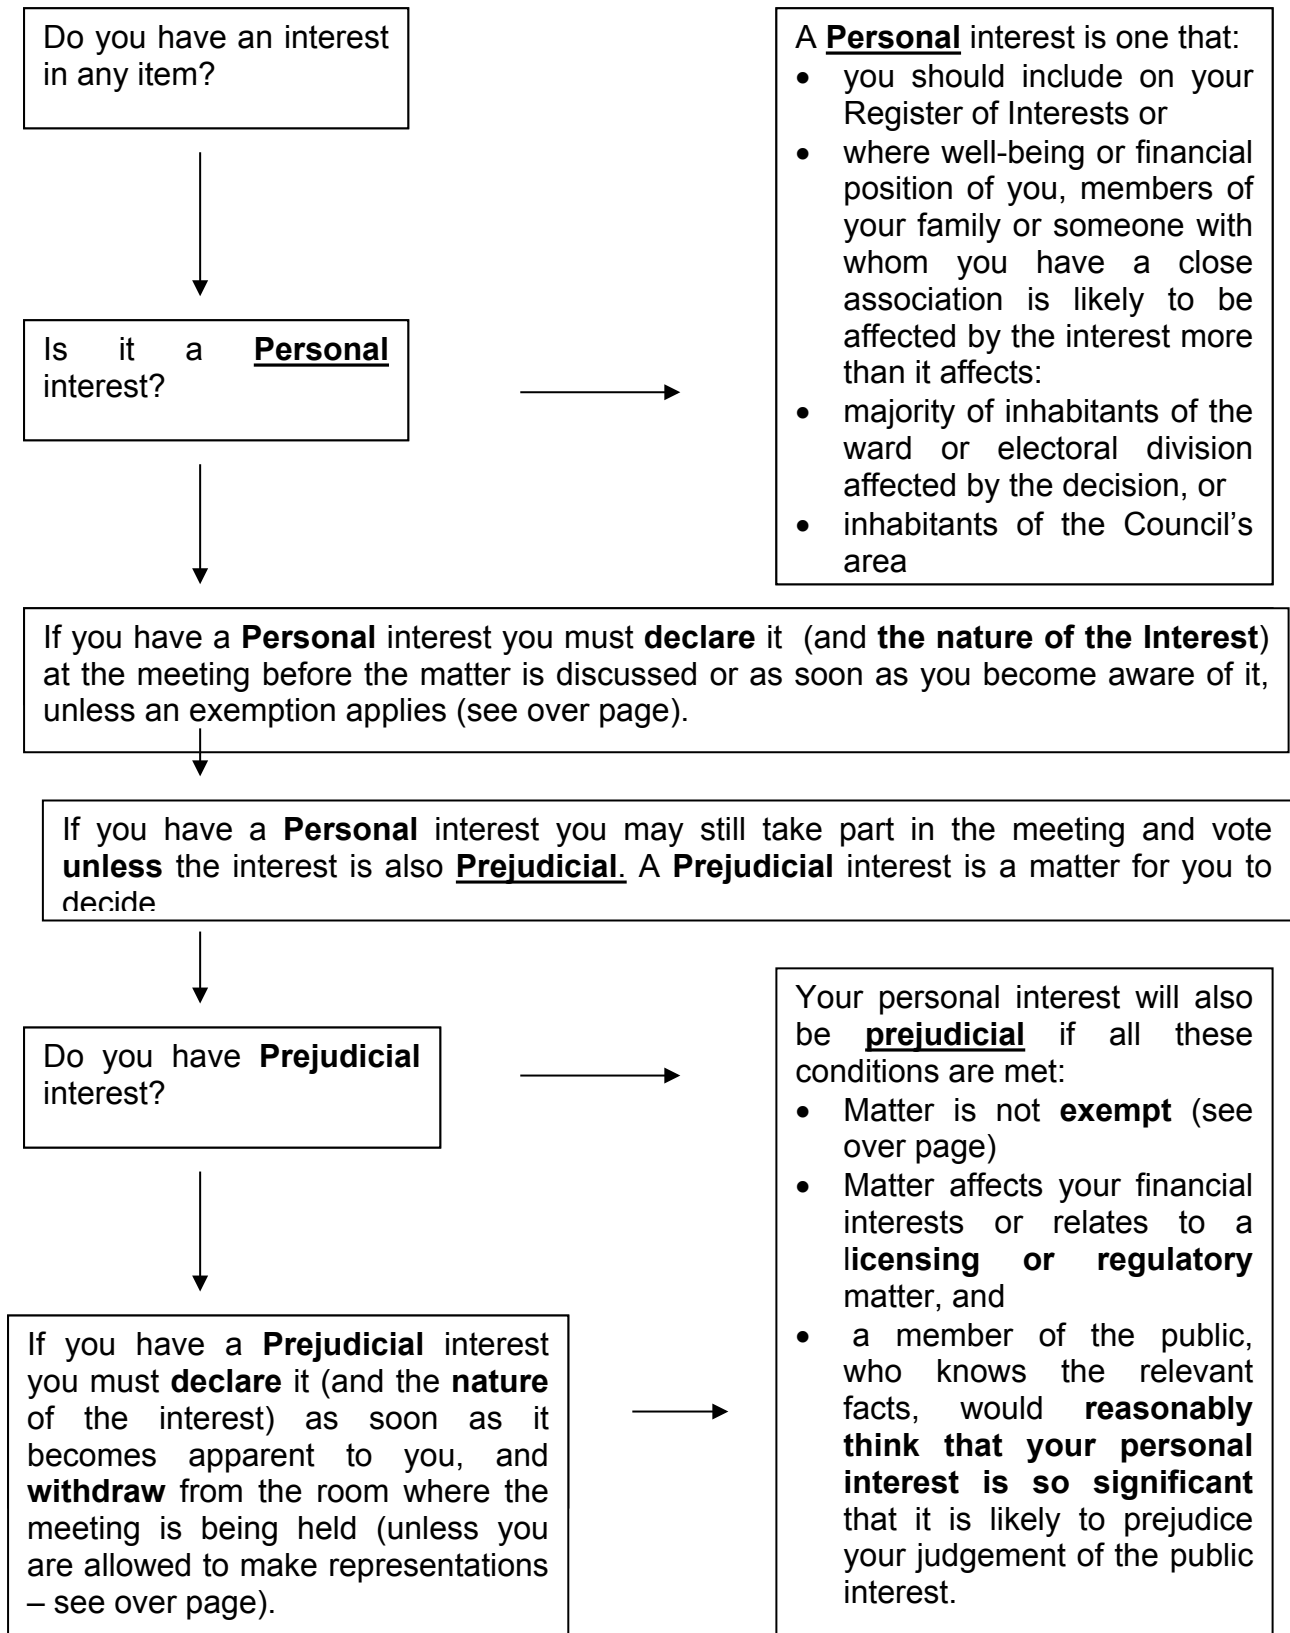 Do you have an interest
in any item?
A Personal interest is one that:
• you should include on your
Register of Interests or
• where well-being or financial
position of you, members of
your family or someone with
whom you have a close
association is likely to be
affected by the interest more
than it affects:
• majority of inhabitants of the
ward or electoral division
affected by the decision, or
• inhabitants of the Council's
area
Is it a Personal
interest?
If you have a Personal interest you must declare it (and the nature of the Interest)
at the meeting before the matter is discussed or as soon as you become aware of it,
unless an exemption applies (see over page).
If you have a Personal interest you may still take part in the meeting and vote
unless the interest is also Prejudicial. A Prejudicial interest is a matter for you to
decide
Do you have Prejudicial
interest?
Your personal interest will also
be prejudicial if all these
conditions are met:
• Matter is not exempt (see
over page)
• Matter affects your financial
interests or relates to a
licensing or regulatory
matter, and
• a member of the public,
who knows the relevant
facts, would reasonably
think that your personal
interest is so significant
that it is likely to prejudice
your judgement of the public
interest.
If you have a Prejudicial interest
you must declare it (and the nature
of the interest) as soon as it
becomes apparent to you, and
withdraw from the room where the
meeting is being held (unless you
are allowed to make representations
– see over page).